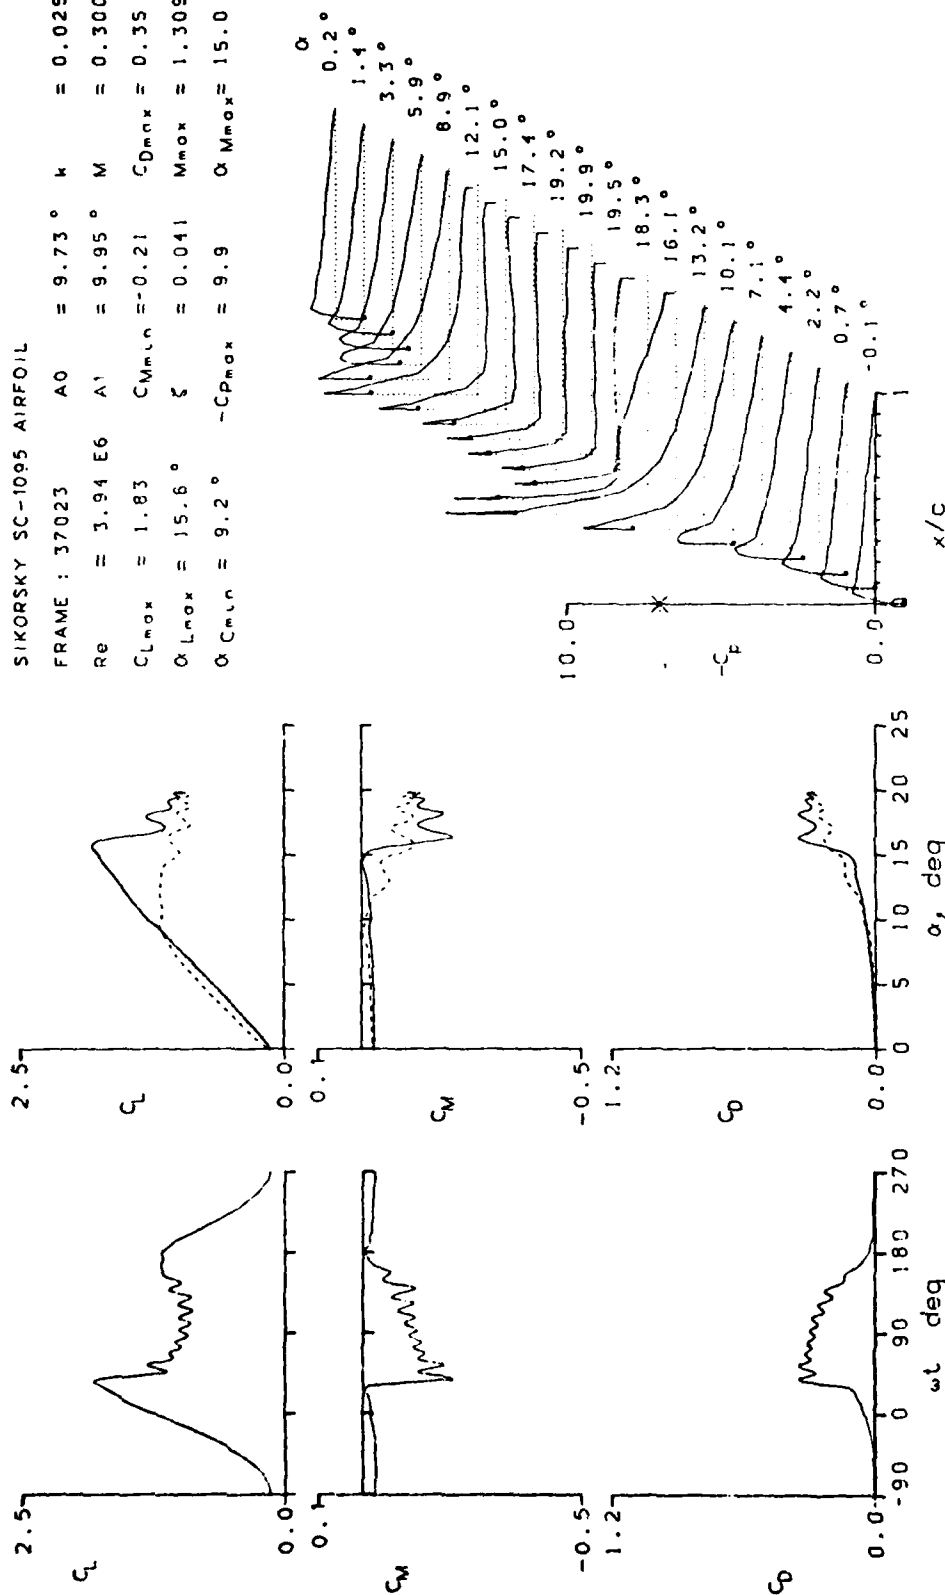 SIKORSKY SC-1095 AIRFOIL
FRAME : 37023 A0 = 9.73° k = 0.025
Re = 3.94 E6 A1 = 9.95° M = 0.300
CLmax = 1.83 CMmin = -0.21 CDmax = 0.35
αLmax = 15.6° ζ = 0.041 Mmax = 1.309
αCmin = 9.2° -CPmax = 9.9 αMmax = 15.0
2.5
CL
0.0
0.1
CM
-0.5
1.2
CD
0.0
-90 0 90 180 270
ωt deg
2.5
CL
0.0
0.1
CM
-0.5
1.2
CD
0.0
0 5 10 15 20 25
α, deg
α
0.2°
1.4°
3.3°
5.9°
8.9°
12.1°
15.0°
17.4°
19.2°
19.9°
19.5°
18.3°
16.1°
13.2°
10.1°
7.1°
4.4°
2.2°
0.7°
-0.1°
10.0
-Cp
0.0
0 1
x/c